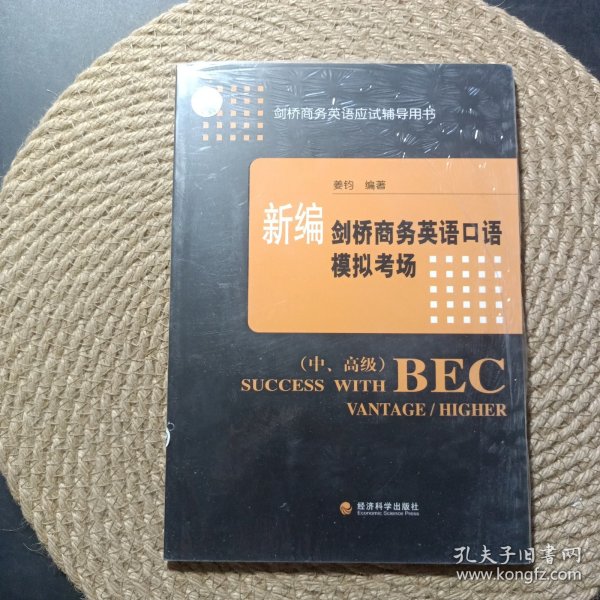 剑桥商务英语应试辅导用书
姜钧 编著
新编 剑桥商务英语口语
模拟考场
（中、高级）
SUCCESS WITH BEC
VANTAGE / HIGHER
经济科学出版社
Economic Science Press
孔夫子旧书网
www.kongfz.com